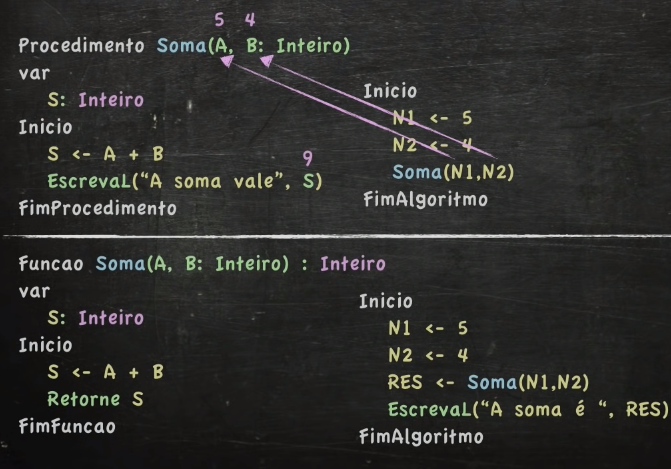 5 4
Procedimento Soma(A, B: Inteiro)
var
S: Inteiro
Inicio
S <- A + B
9
EscrevaL("A soma vale", S)
FimProcedimento
Inicio
N1 <- 5
N2 <- 4
Soma(N1,N2)
FimAlgoritmo
Funcao Soma(A, B: Inteiro) : Inteiro
var
S: Inteiro
Inicio
S <- A + B
Retorne S
FimFuncao
Inicio
N1 <- 5
N2 <- 4
RES <- Soma(N1,N2)
EscrevaL("A soma é “, RES)
FimAlgoritmo